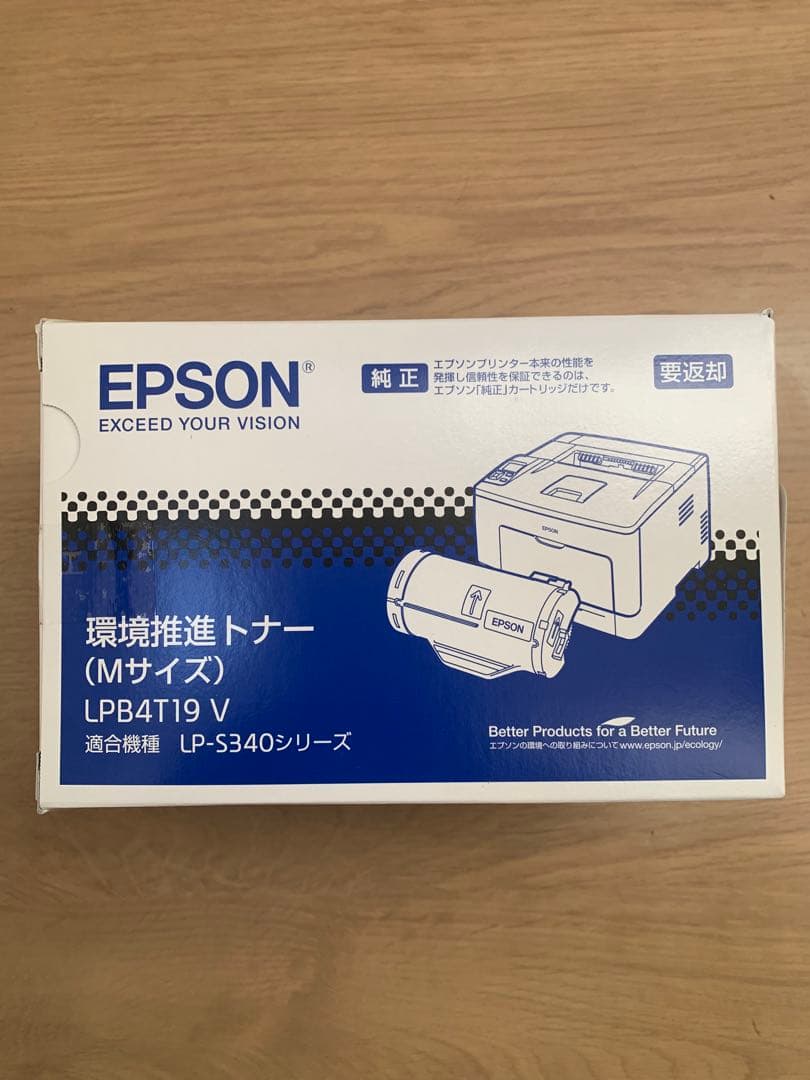 EPSON®
EXCEED YOUR VISION
純正
エプソンプリンター本来の性能を
発揮し信頼性を保証できるのは、
エプソン「純正」カートリッジだけです。
要返却
EPSON
EPSON
環境推進トナー
（Mサイズ）
LPB4T19 V
適合機種 LP-S340シリーズ
Better Products for a Better Future
エプソンの環境への取り組みについて www.epson.jp/ecology/